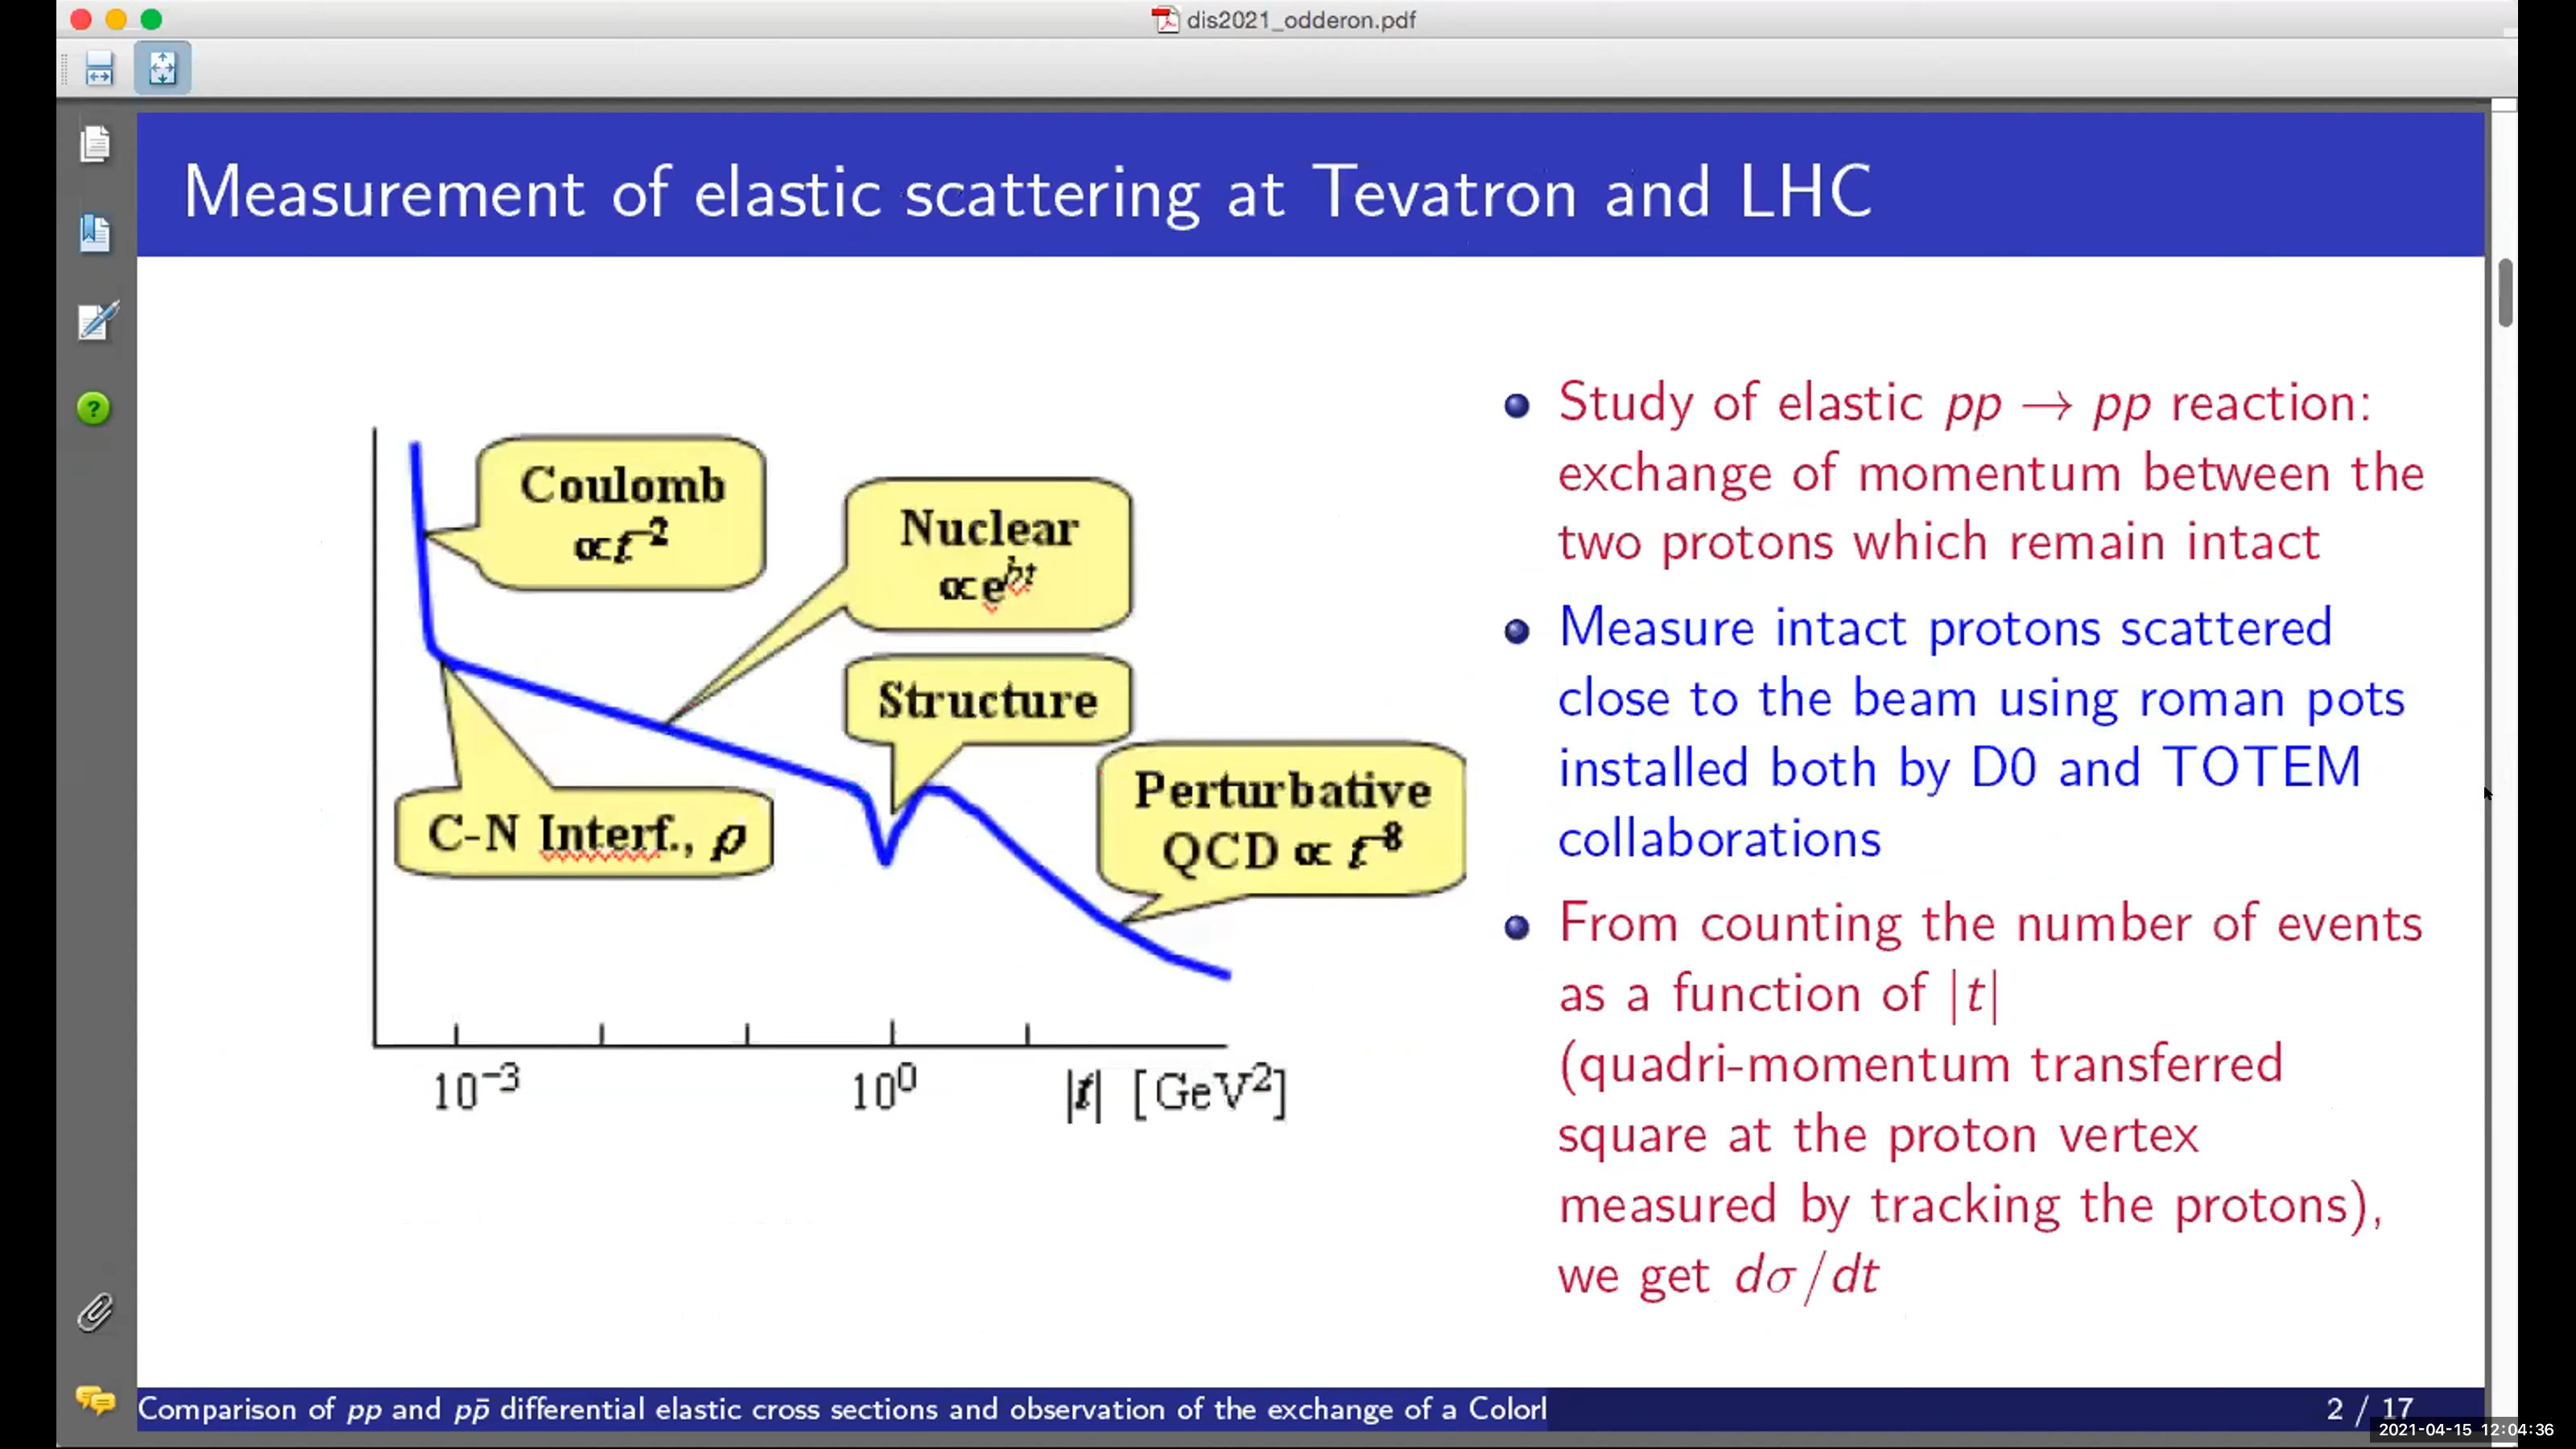 dis2021_odderon.pdf
Measurement of elastic scattering at Tevatron and LHC
Coulomb
∝t⁻²
Nuclear
∝e^bt
Structure
Perturbative
QCD ∝ t⁻⁸
C-N Interf., ρ
10⁻³
10⁰
|t| [GeV²]
Study of elastic pp → pp reaction:
exchange of momentum between the
two protons which remain intact
Measure intact protons scattered
close to the beam using roman pots
installed both by D0 and TOTEM
collaborations
From counting the number of events
as a function of |t|
(quadri-momentum transferred
square at the proton vertex
measured by tracking the protons),
we get dσ/dt
Comparison of pp and pp̄ differential elastic cross sections and observation of the exchange of a Colorl
2 / 17
2021-04-15 12:04:36